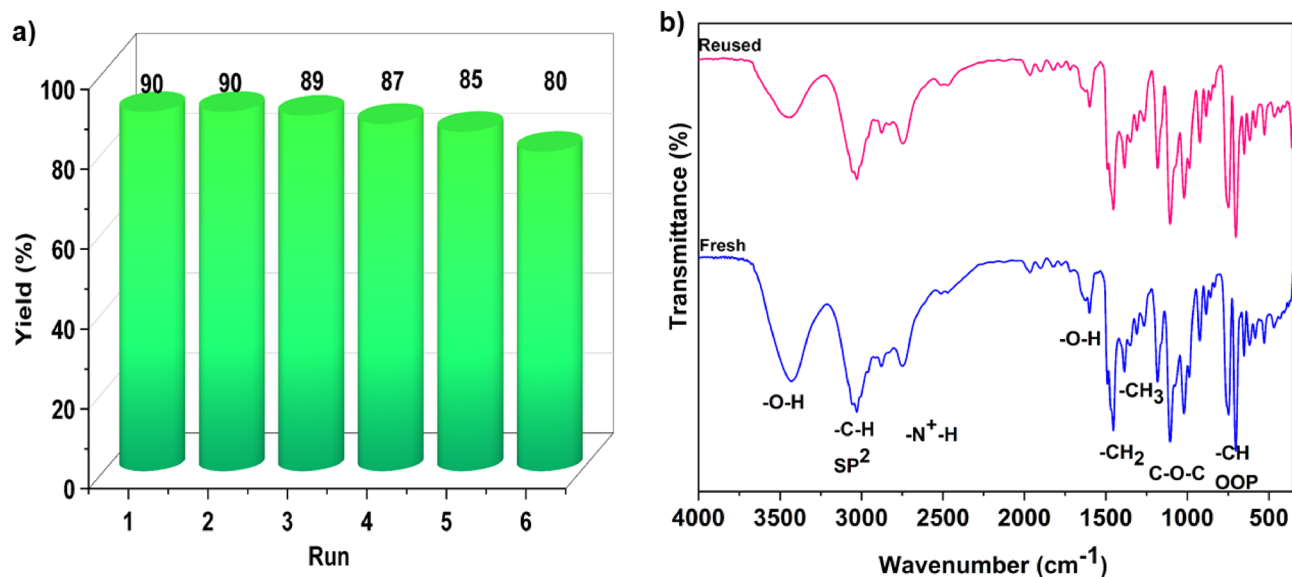 a)
Yield (%)
100
80
60
40
20
0
90 90 89 87 85 80
1 2 3 4 5 6
Run
b)
Transmittance (%)
Reused
Fresh
-O-H
-C-H
SP²
-N⁺-H
-O-H
-CH₃
-CH₂
C-O-C
-CH
OOP
4000 3500 3000 2500 2000 1500 1000 500
Wavenumber (cm⁻¹)